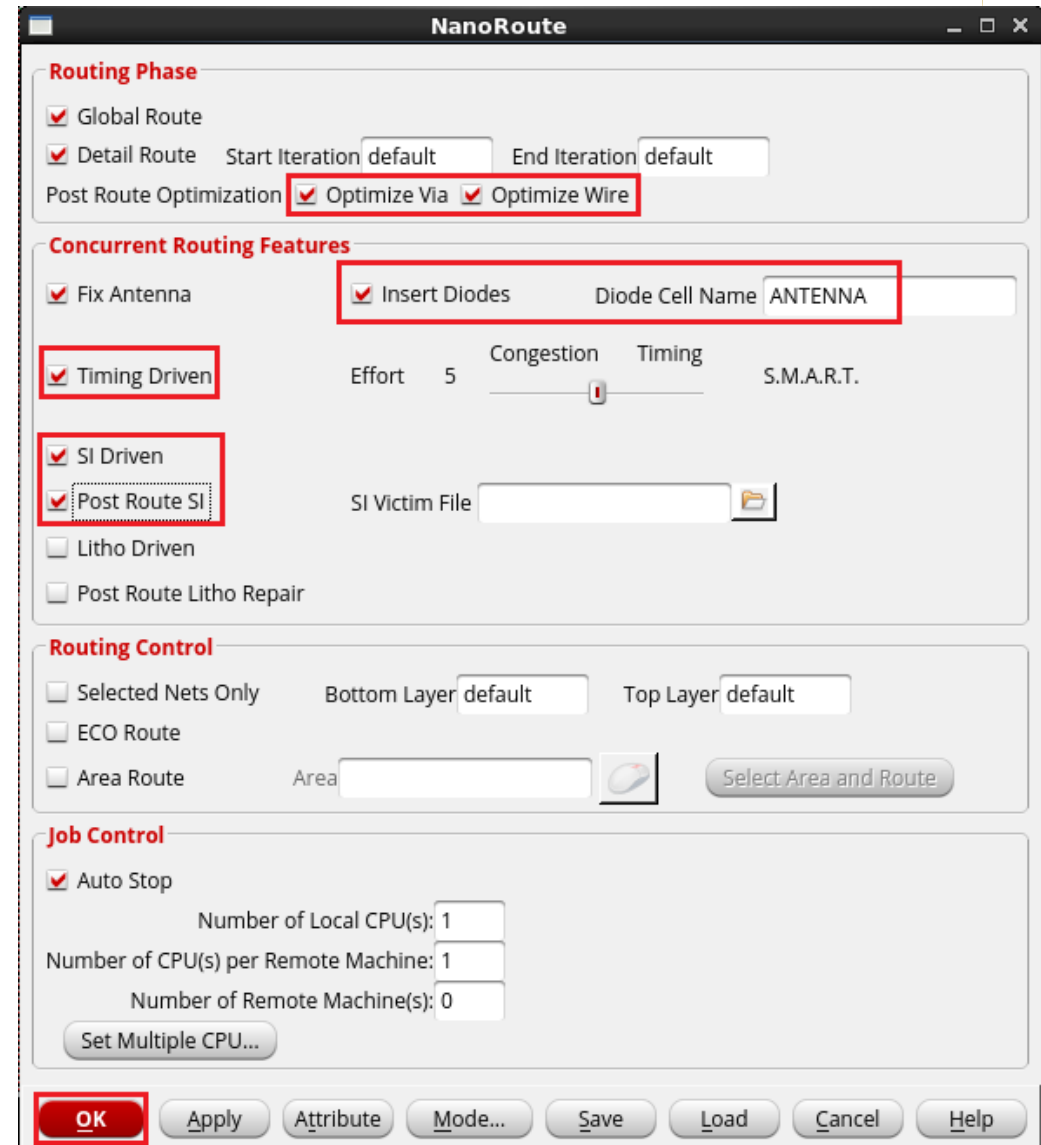 NanoRoute
Routing Phase
Global Route
Detail Route Start Iteration default End Iteration default
Post Route Optimization Optimize Via Optimize Wire
Concurrent Routing Features
Fix Antenna Insert Diodes Diode Cell Name ANTENNA
Congestion Timing
Timing Driven Effort 5 S.M.A.R.T.
SI Driven
Post Route SI SI Victim File
Litho Driven
Post Route Litho Repair
Routing Control
Selected Nets Only Bottom Layer default Top Layer default
ECO Route
Area Route Area Select Area and Route
Job Control
Auto Stop
Number of Local CPU(s): 1
Number of CPU(s) per Remote Machine: 1
Number of Remote Machine(s): 0
Set Multiple CPU...
OK Apply Attribute Mode... Save Load Cancel Help